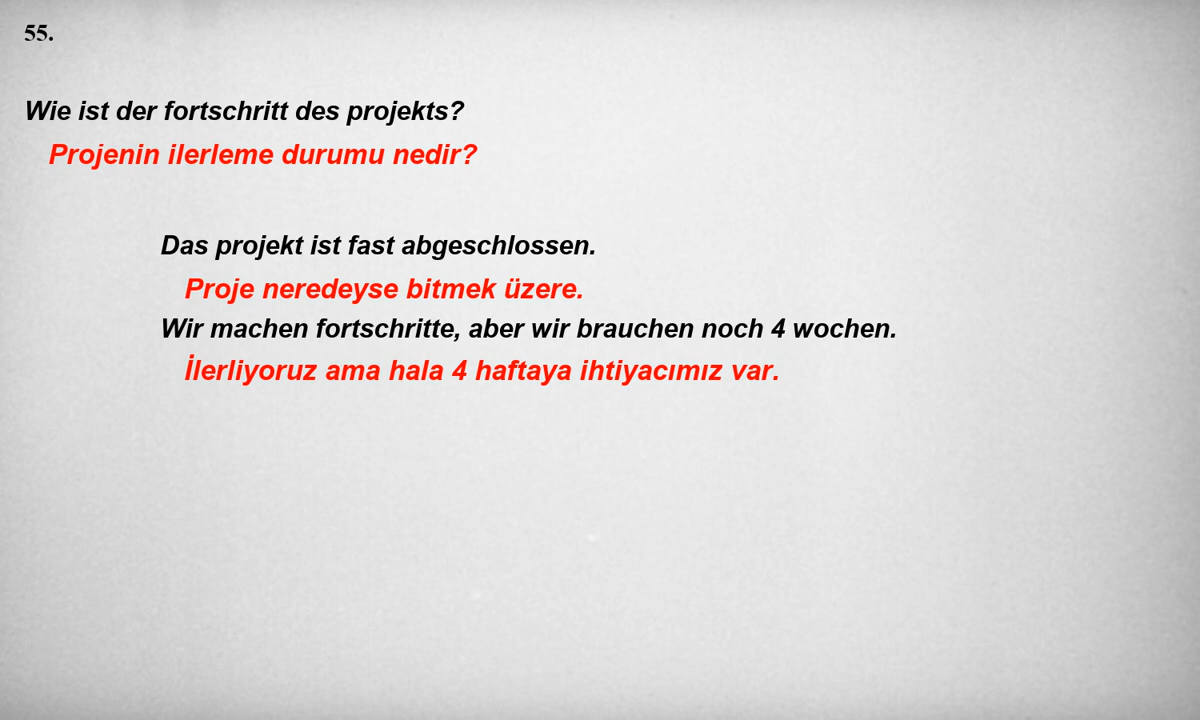 55.
Wie ist der fortschritt des projekts?
Projenin ilerleme durumu nedir?
Das projekt ist fast abgeschlossen.
Proje neredeyse bitmek üzere.
Wir machen fortschritte, aber wir brauchen noch 4 wochen.
İlerliyoruz ama hala 4 haftaya ihtiyacımız var.